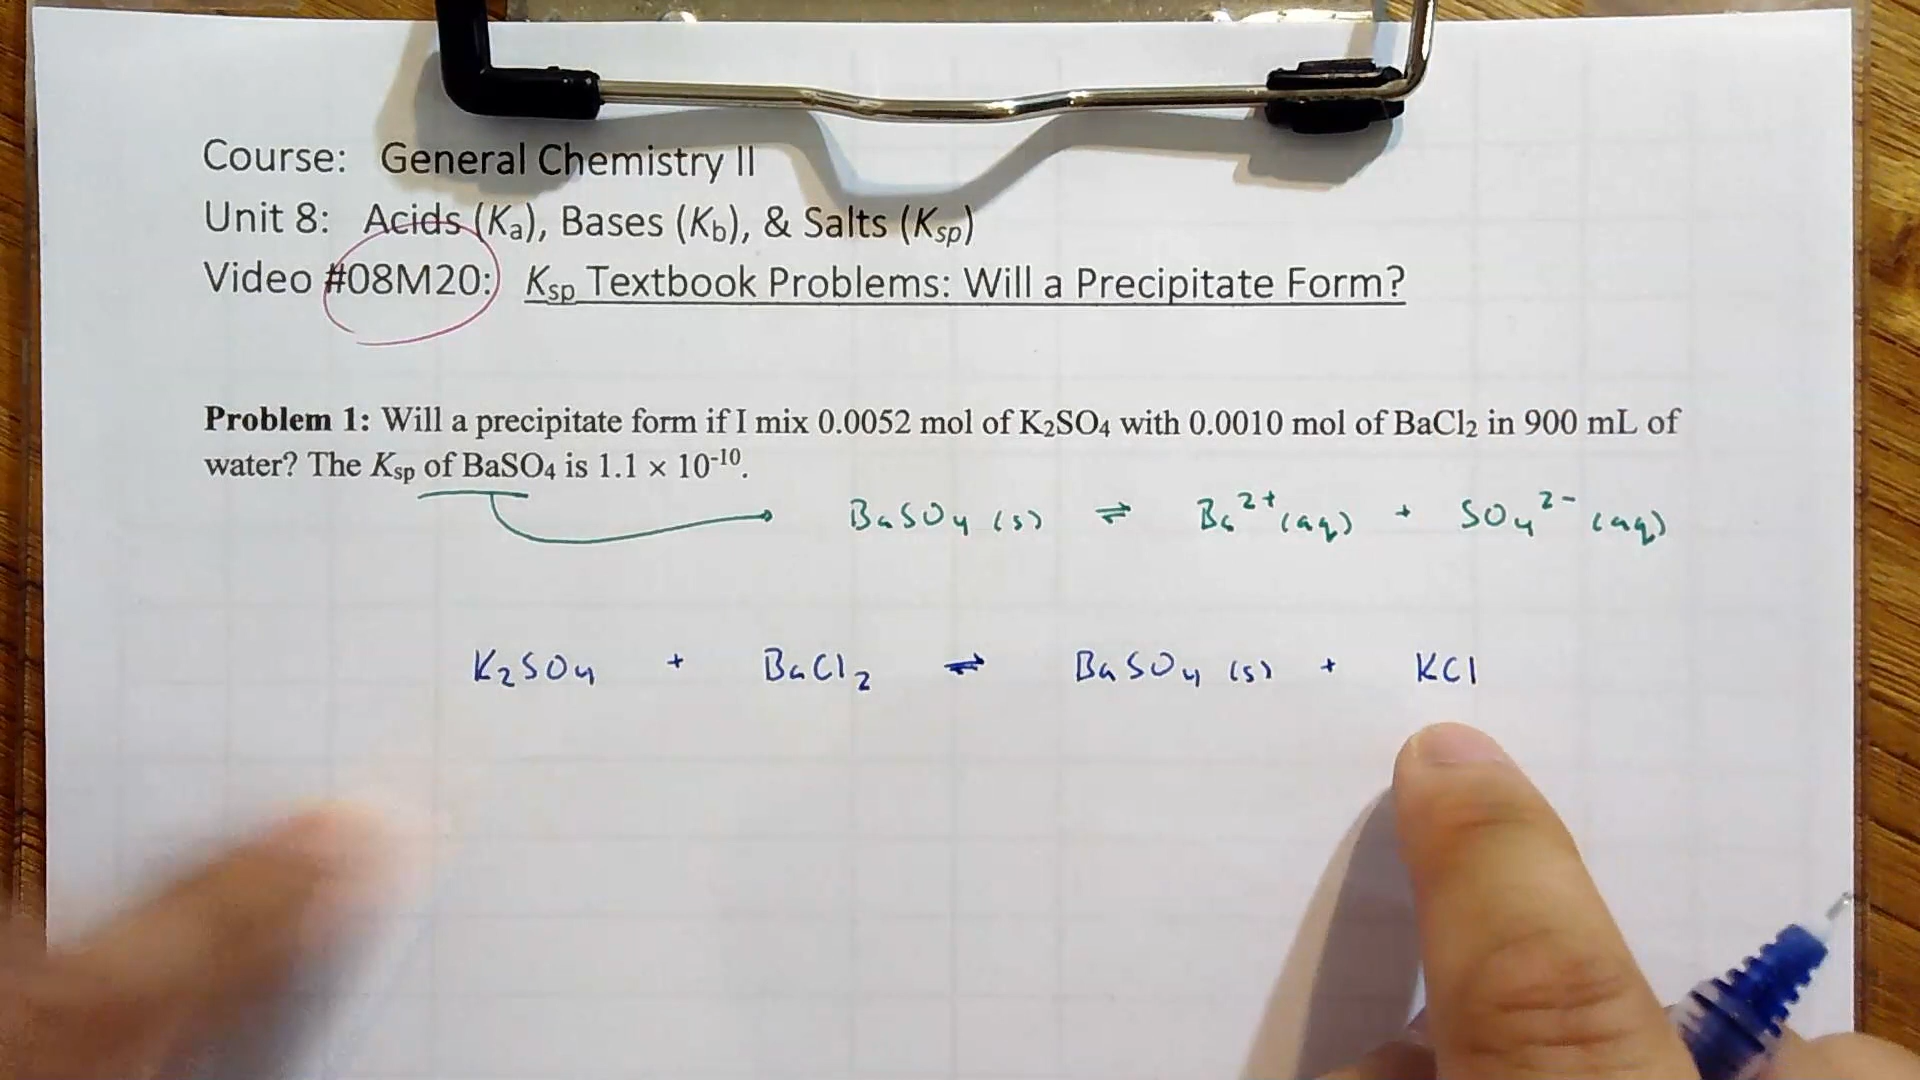 Course: General Chemistry II
Unit 8: Acids (Ka), Bases (Kb), & Salts (Ksp)
Video #08M20: Ksp Textbook Problems: Will a Precipitate Form?
Problem 1: Will a precipitate form if I mix 0.0052 mol of K₂SO₄ with 0.0010 mol of BaCl₂ in 900 mL of
water? The Ksp of BaSO₄ is 1.1 × 10⁻¹⁰.
BaSO₄ (s) ⇌ Ba²⁺ (aq) + SO₄²⁻ (aq)
K₂SO₄ + BaCl₂ ⇌ BaSO₄ (s) + KCl